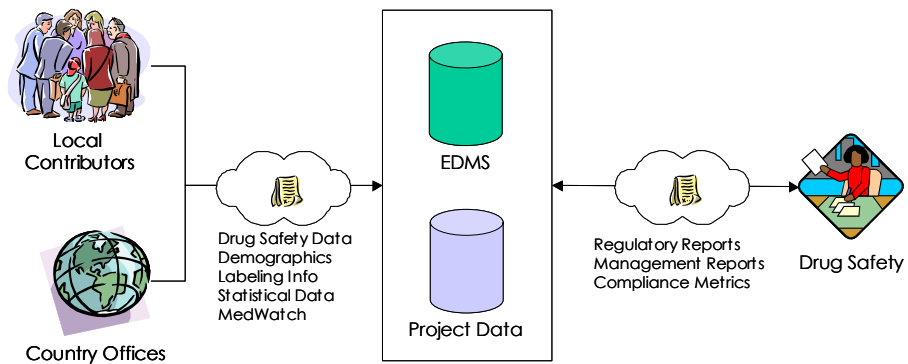 Local
Contributors
Country Offices
Drug Safety Data
Demographics
Labeling Info
Statistical Data
MedWatch
EDMS
Project Data
Regulatory Reports
Management Reports
Compliance Metrics
Drug Safety